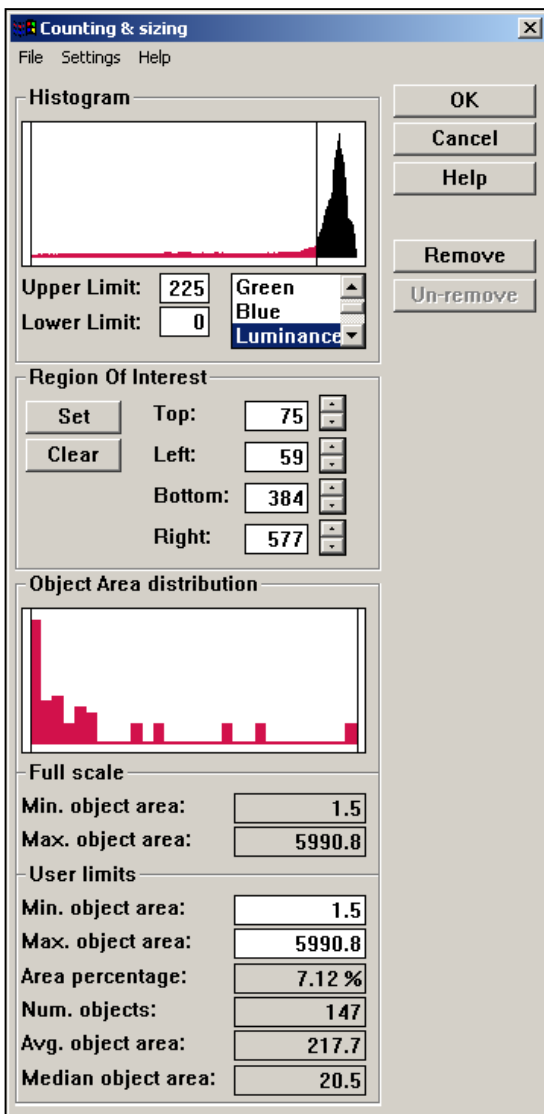 Counting & sizing
File Settings Help
Histogram
OK
Cancel
Help
Remove
Un-remove
Upper Limit: 225
Lower Limit: 0
Green
Blue
Luminance
Region Of Interest
Set
Clear
Top: 75
Left: 59
Bottom: 384
Right: 577
Object Area distribution
Full scale
Min. object area: 1.5
Max. object area: 5990.8
User limits
Min. object area: 1.5
Max. object area: 5990.8
Area percentage: 7.12 %
Num. objects: 147
Avg. object area: 217.7
Median object area: 20.5